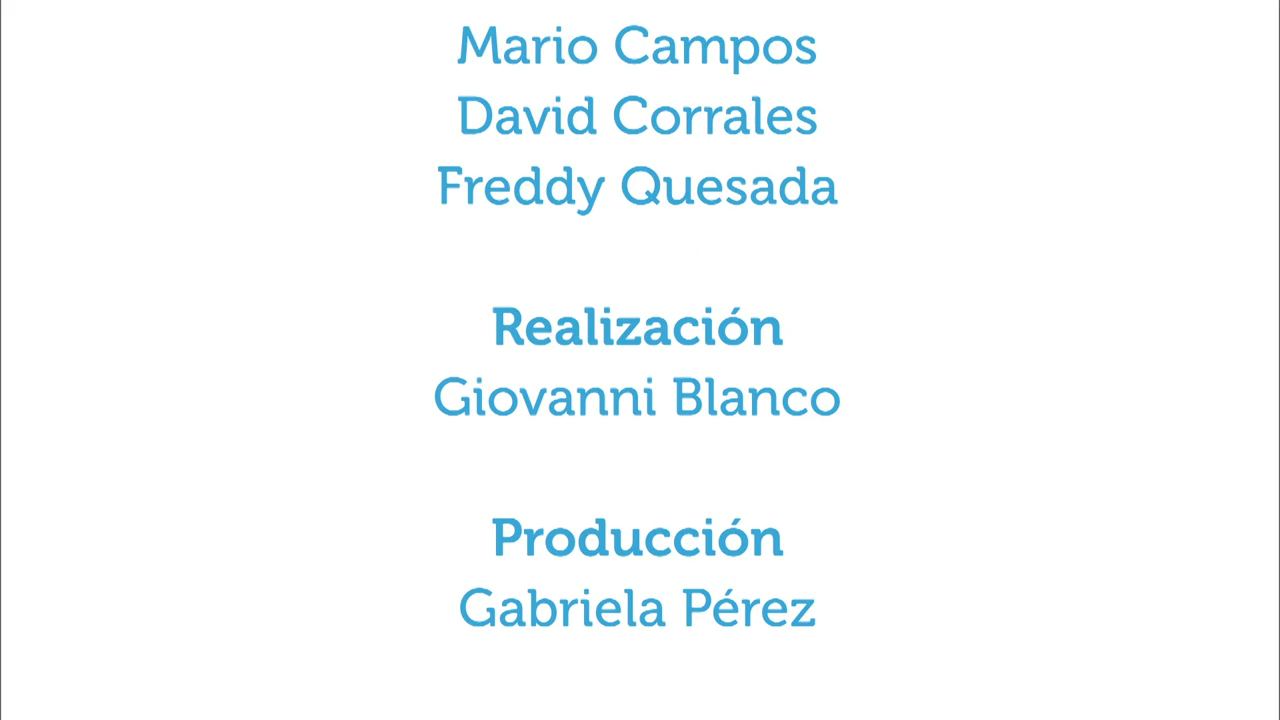 Mario Campos
David Corrales
Freddy Quesada
Realización
Giovanni Blanco
Producción
Gabriela Pérez